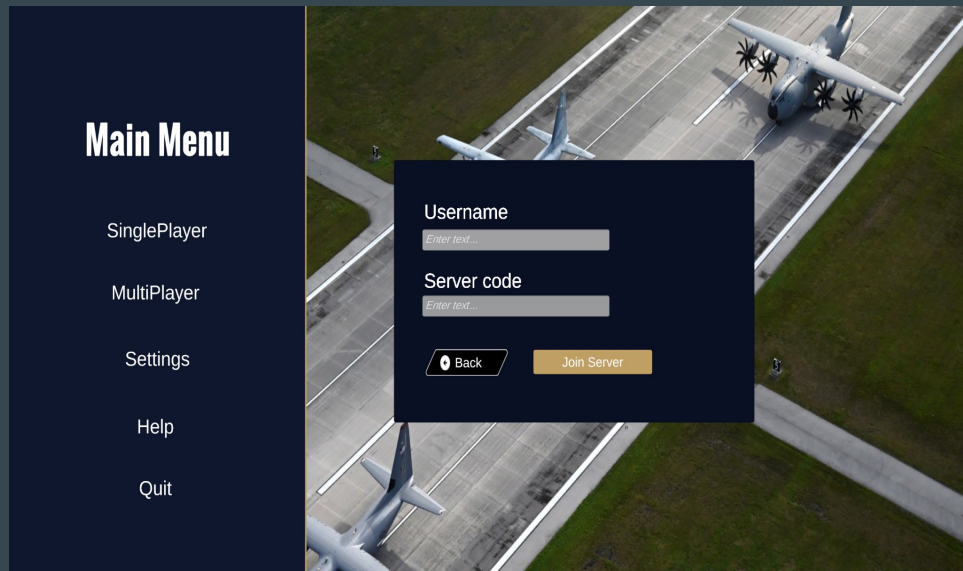 Main Menu
SinglePlayer
MultiPlayer
Settings
Help
Quit
Username
Enter text...
Server code
Enter text...
Back
Join Server